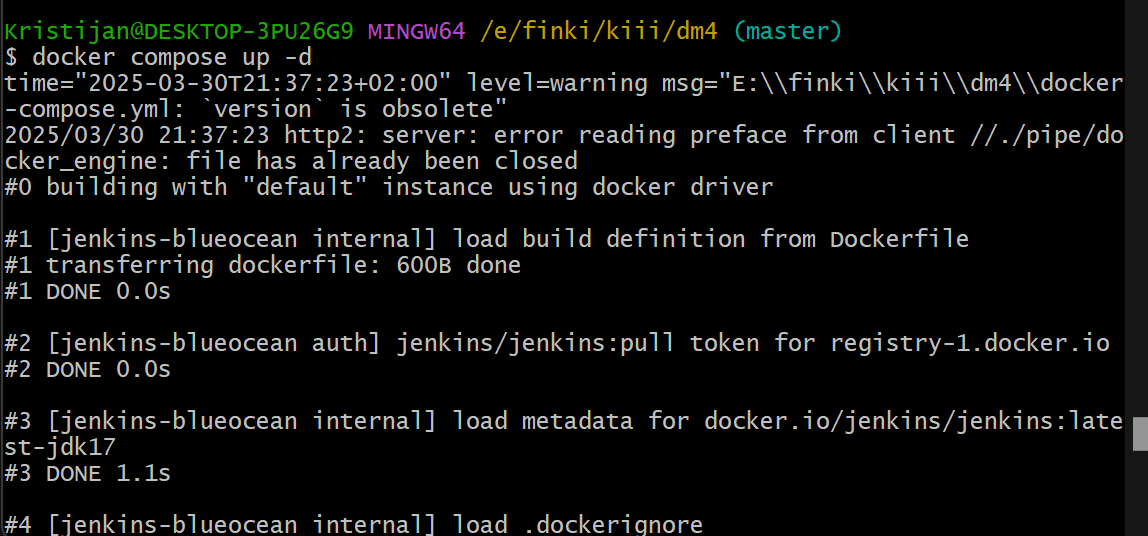 Kristijan@DESKTOP-3PU26G9 MINGW64 /e/finki/kiii/dm4 (master)
$ docker compose up -d
time="2025-03-30T21:37:23+02:00" level=warning msg="E:\\finki\\kiii\\dm4\\docker
-compose.yml: `version` is obsolete"
2025/03/30 21:37:23 http2: server: error reading preface from client //./pipe/do
cker_engine: file has already been closed
#0 building with "default" instance using docker driver
#1 [jenkins-blueocean internal] load build definition from Dockerfile
#1 transferring dockerfile: 600B done
#1 DONE 0.0s
#2 [jenkins-blueocean auth] jenkins/jenkins:pull token for registry-1.docker.io
#2 DONE 0.0s
#3 [jenkins-blueocean internal] load metadata for docker.io/jenkins/jenkins:late
st-jdk17
#3 DONE 1.1s
#4 [jenkins-blueocean internal] load .dockerignore